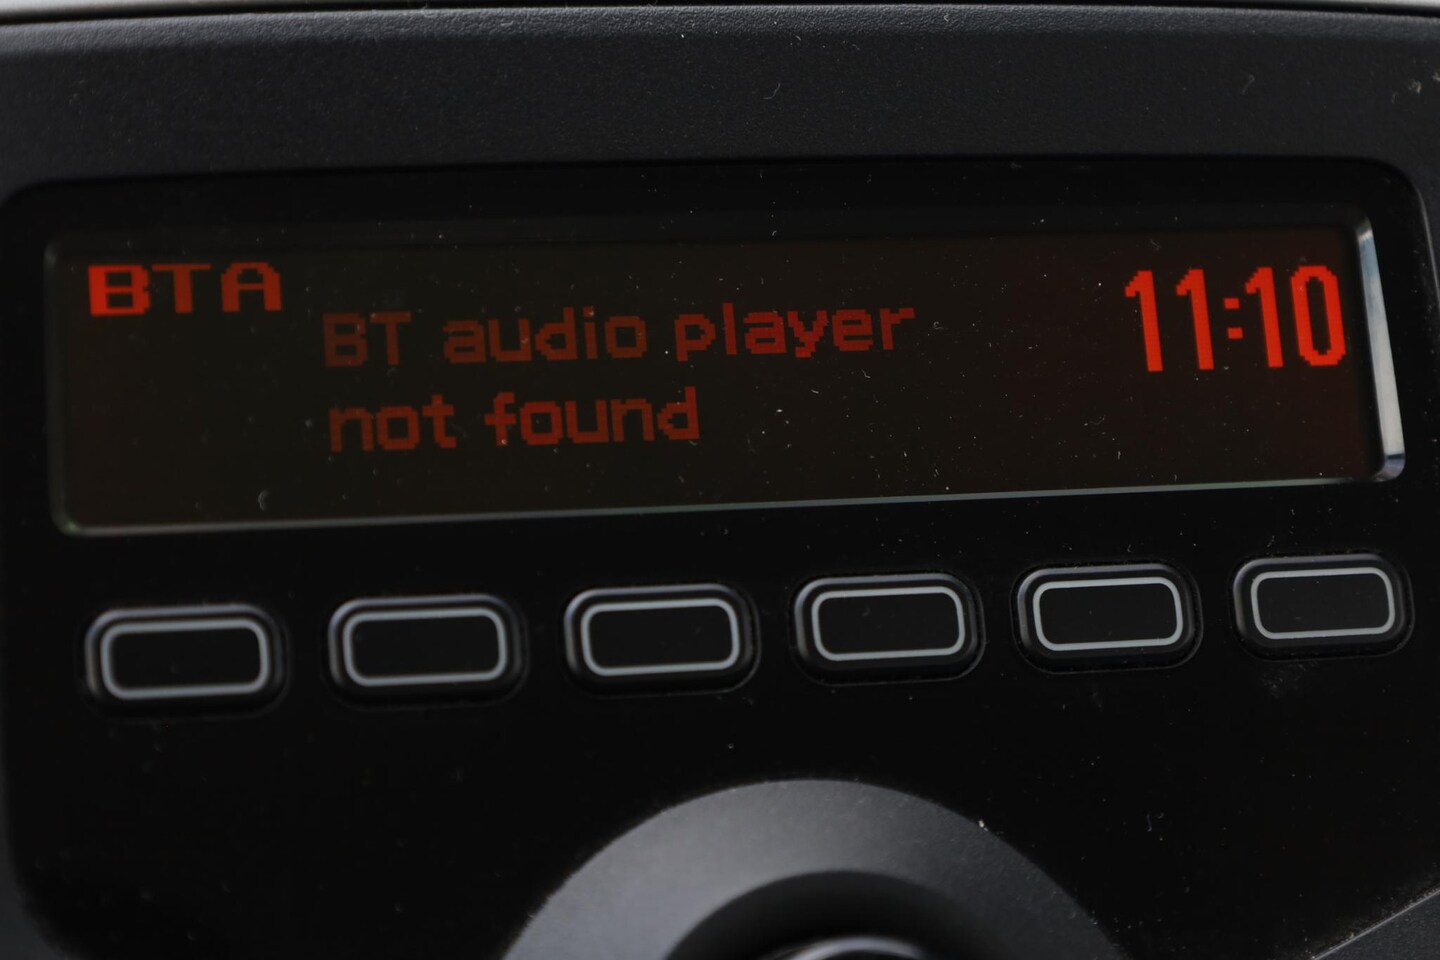 BTA
11:10
BT audio player
not found